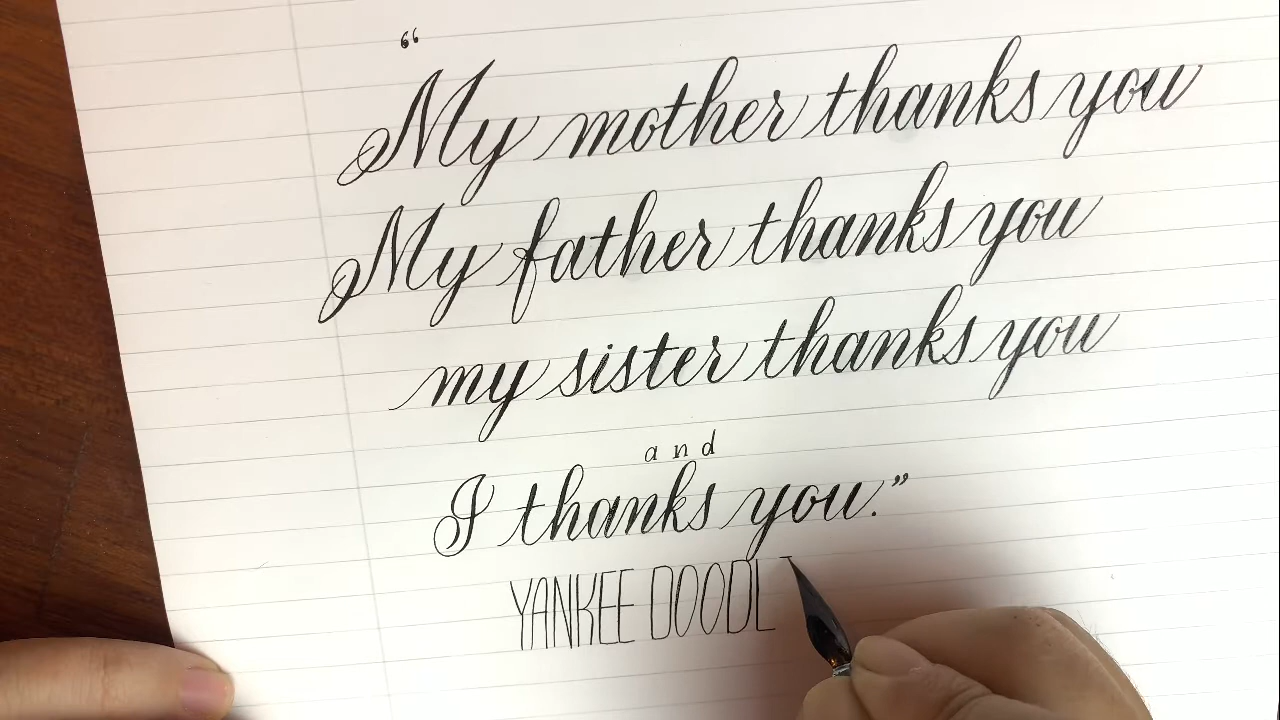 “My mother thanks you
My father thanks you
my sister thanks you
and
I thanks you.”
YANKEE DOODL